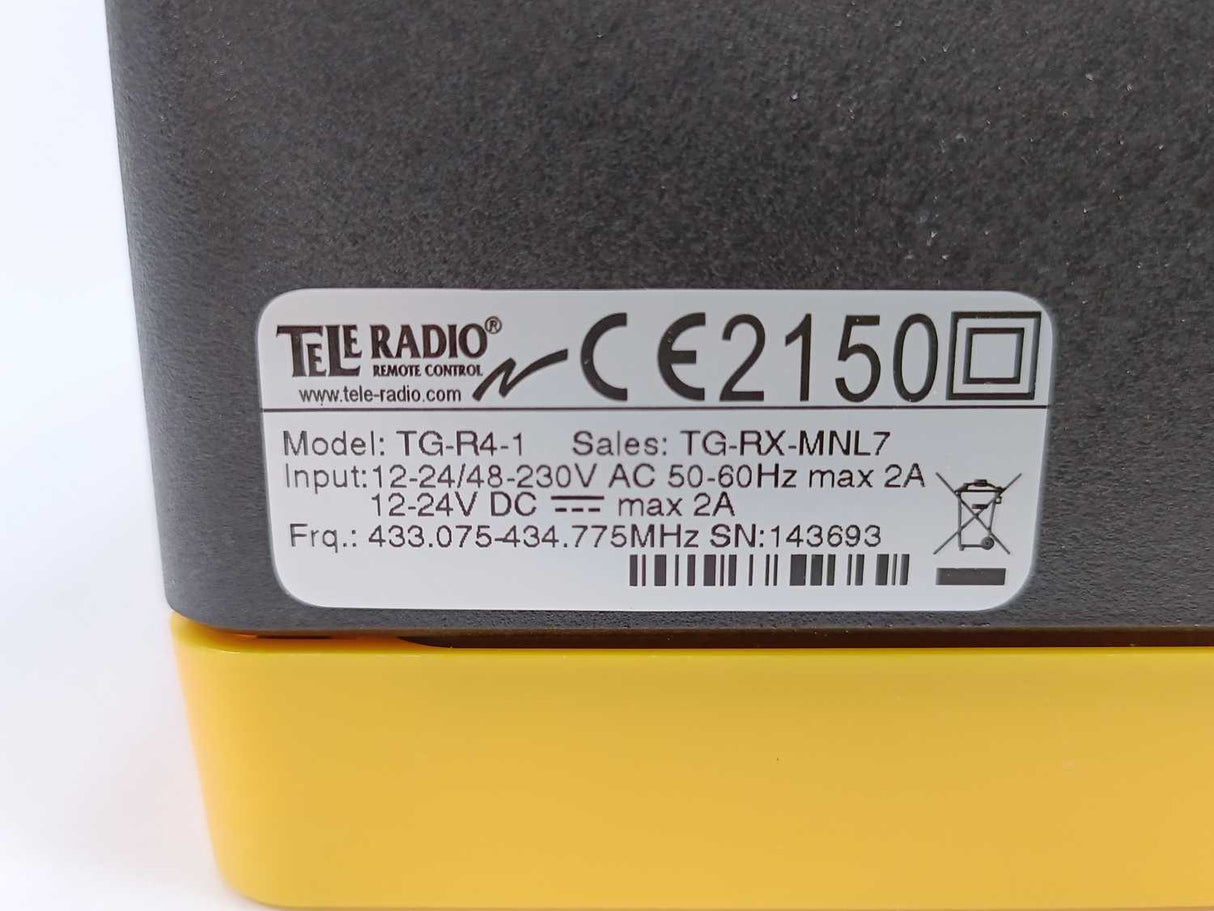 TELE RADIO®
REMOTE CONTROL
www.tele-radio.com
CE2150
Model: TG-R4-1 Sales: TG-RX-MNL7
Input: 12-24/48-230V AC 50-60Hz max 2A
12-24V DC ⎓ max 2A
Frq.: 433.075-434.775MHz SN:143693